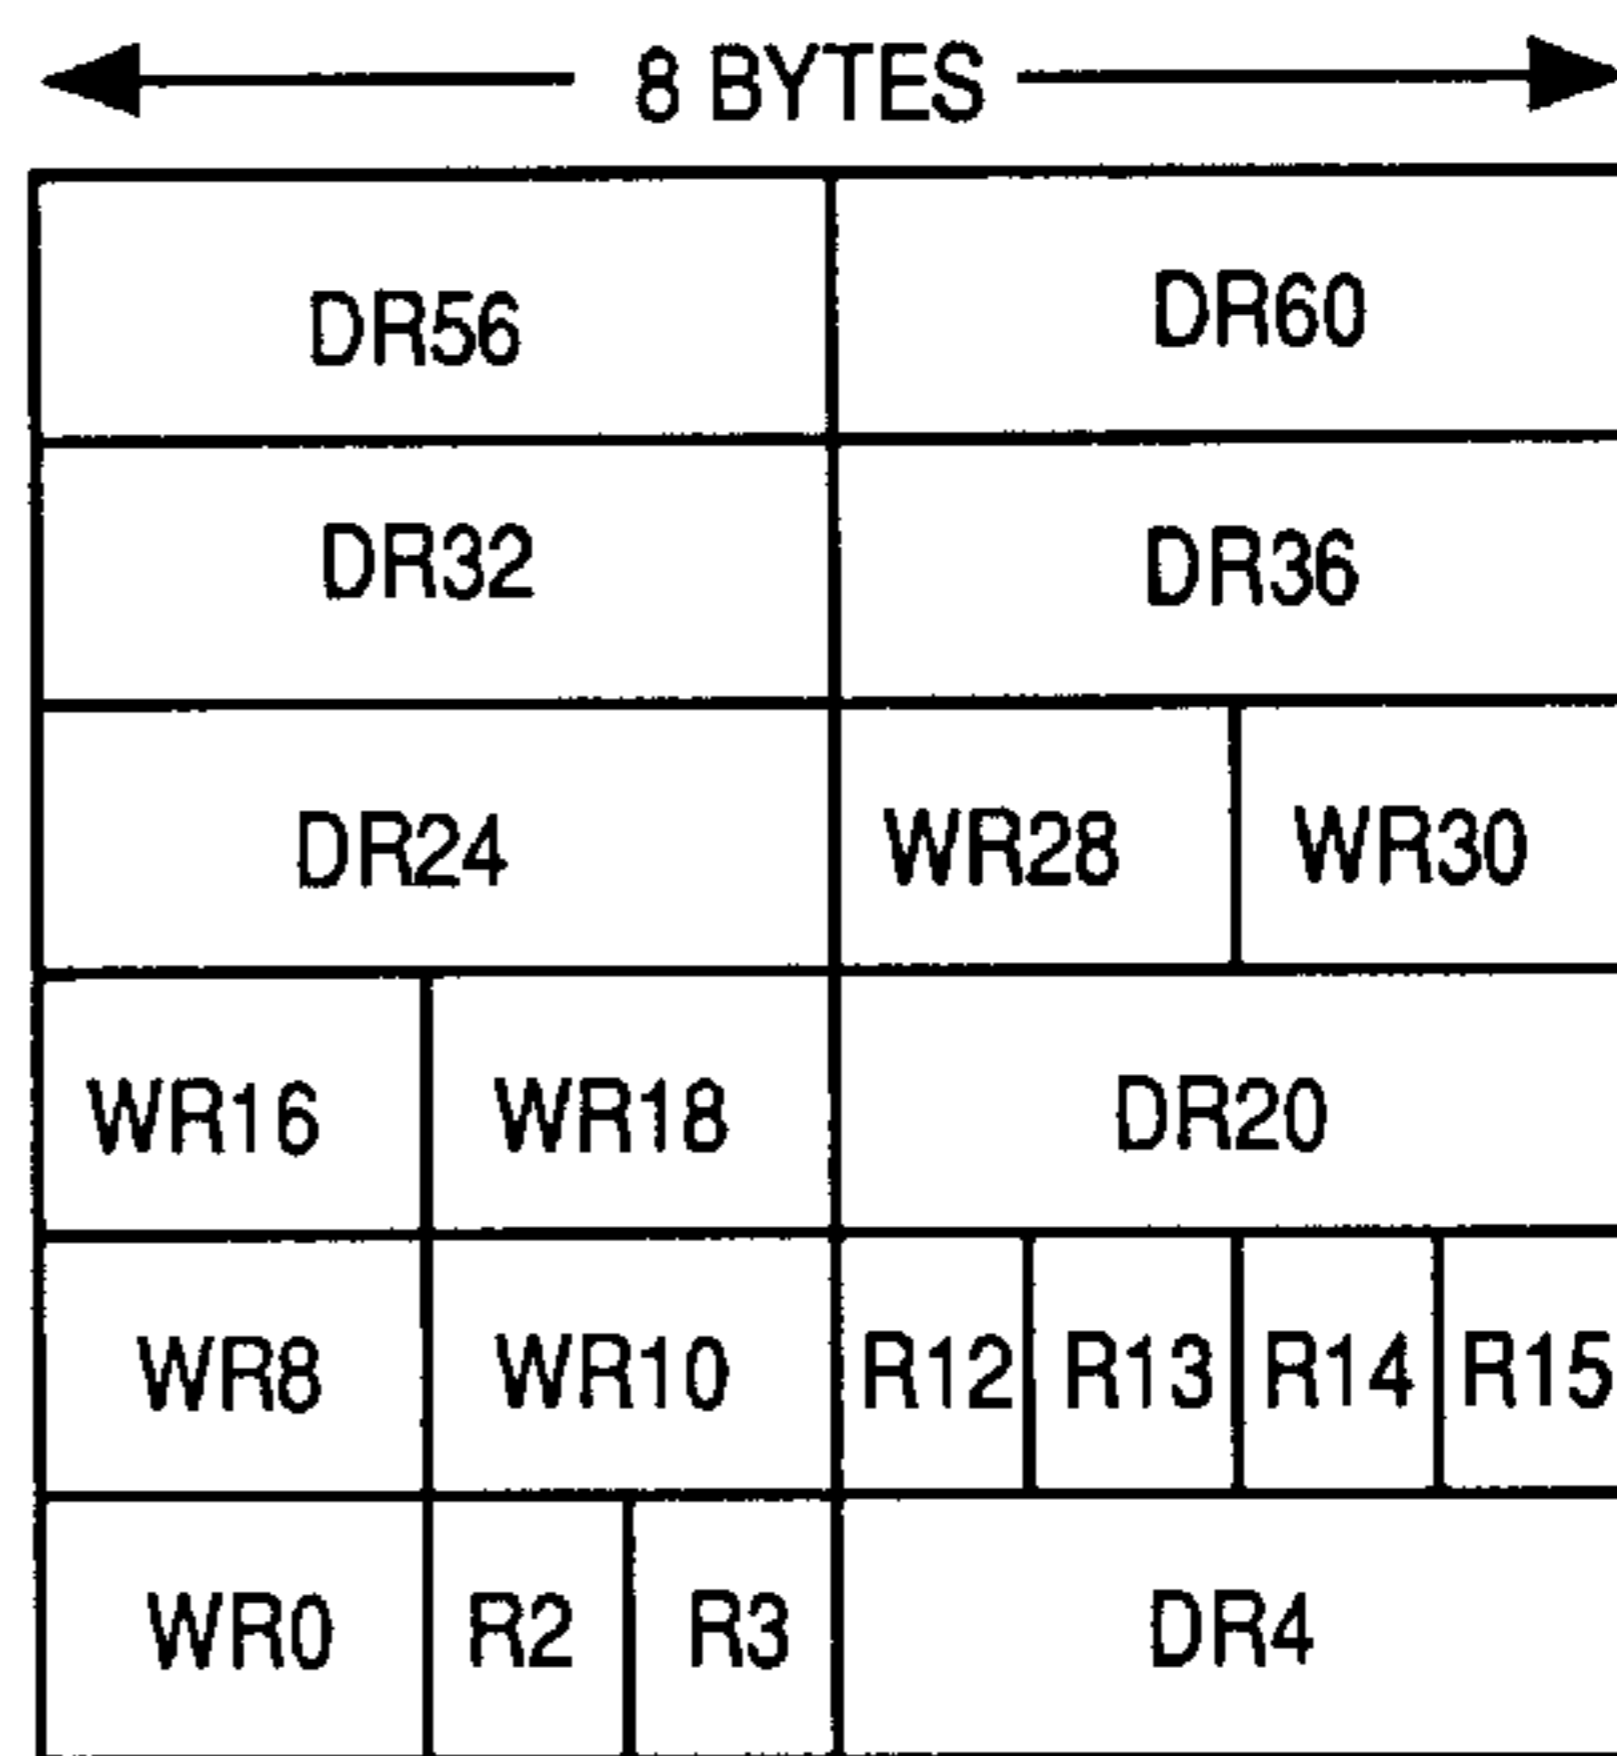 8 BYTES
DR56 DR60
DR32 DR36
DR24 WR28 WR30
WR16 WR18 DR20
WR8 WR10 R12 R13 R14 R15
WR0 R2 R3 DR4